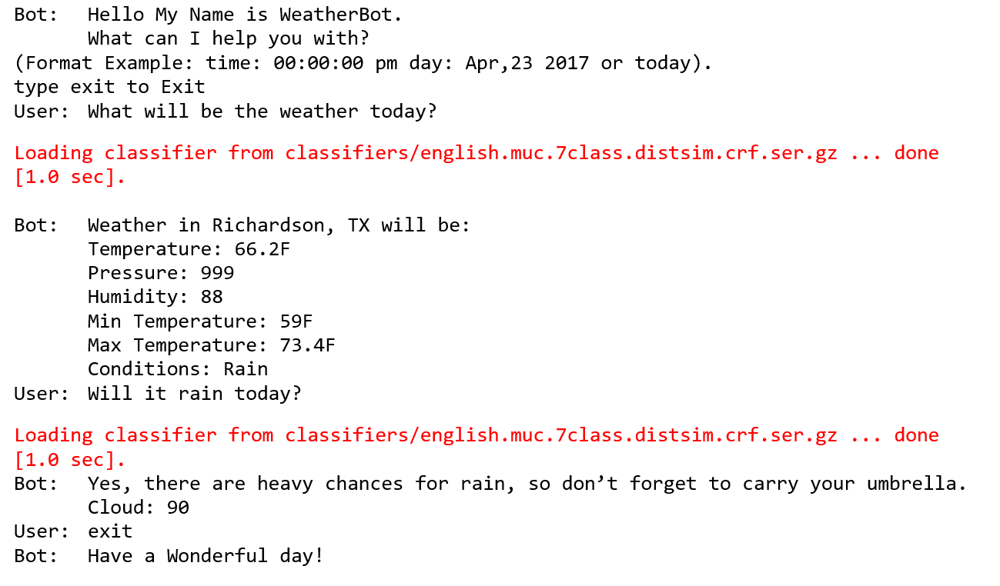 Bot: Hello My Name is WeatherBot.
What can I help you with?
(Format Example: time: 00:00:00 pm day: Apr,23 2017 or today).
type exit to Exit
User: What will be the weather today?
Loading classifier from classifiers/english.muc.7class.distsim.crf.ser.gz ... done
[1.0 sec].
Bot: Weather in Richardson, TX will be:
Temperature: 66.2F
Pressure: 999
Humidity: 88
Min Temperature: 59F
Max Temperature: 73.4F
Conditions: Rain
User: Will it rain today?
Loading classifier from classifiers/english.muc.7class.distsim.crf.ser.gz ... done
[1.0 sec].
Bot: Yes, there are heavy chances for rain, so don’t forget to carry your umbrella.
Cloud: 90
User: exit
Bot: Have a Wonderful day!